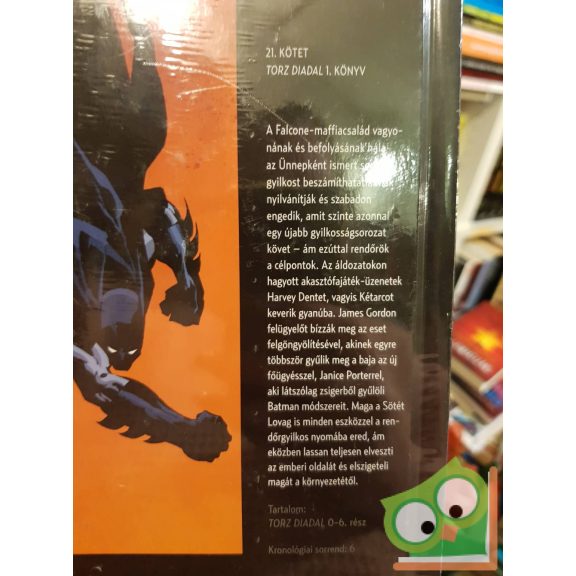 21. KÖTET
TORZ DIADAL 1. KÖNYV
A Falcone-maffiacsalád vagyo-
nának és befolyásának hála
az Ünnepként ismert
gyilkost
nyilvánítják és szabadon
engedik, amit szinte azonnal
egy újabb gyilkosságsorozat
követ – ám ezúttal rendőrök
a célpontok. Az áldozatokon
hagyott akasztófajáték-üzenetek
Harvey Dentet, vagyis Kétarcot
keverik gyanúba. James Gordon
felügyelőt bízzák meg az eset
felgöngyölítésével, akinek egyre
többször gyűlik meg a baja az új
főügyésszel, Janice Porterrel,
aki látszólag zsigerből gyűlöli
Batman módszereit. Maga a Sötét
Lovag is minden eszközzel a ren-
dőrgyilkos nyomába ered, ám
eközben lassan teljesen elveszti
az emberi oldalát és elszigeteli
magát a környezetétől.
Tartalom:
TORZ DIADAL 0–6. rész
Kronológiai sorrend: 6